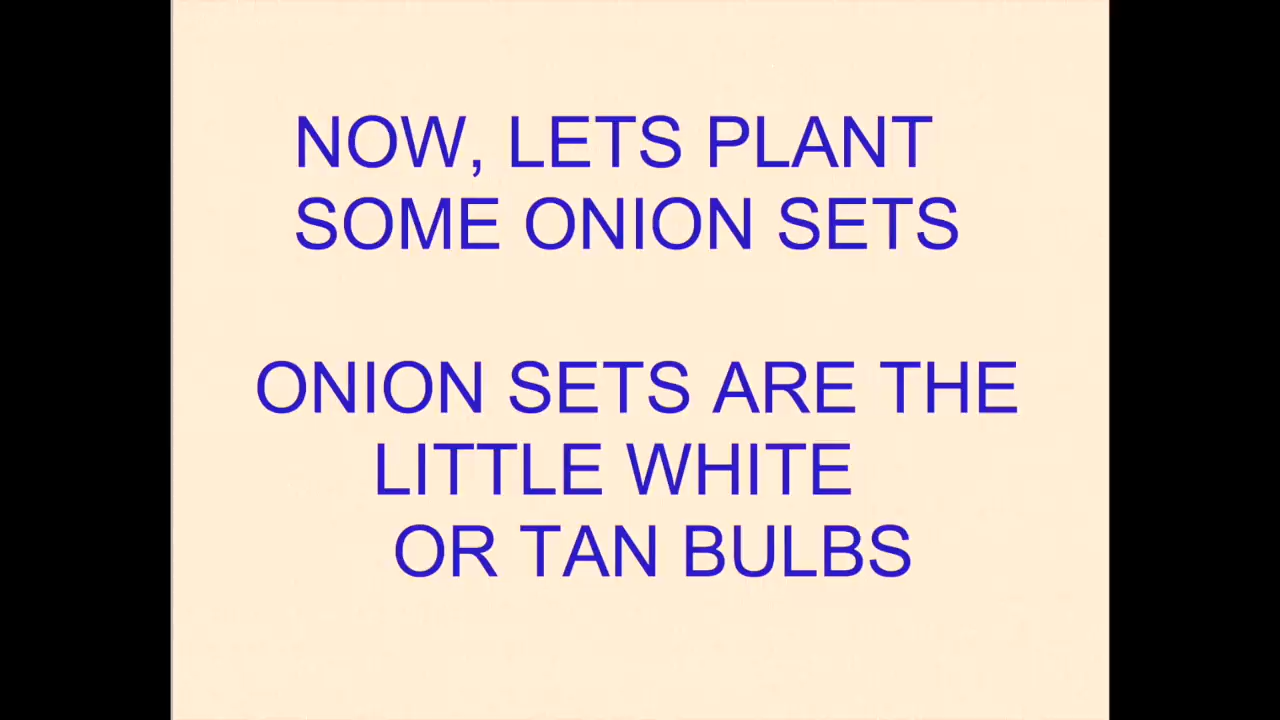 NOW, LETS PLANT
SOME ONION SETS
ONION SETS ARE THE
LITTLE WHITE
OR TAN BULBS